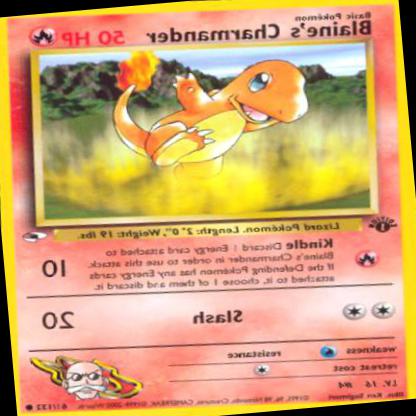 Basic Pokémon
Blaine's Charmander 50 HP
Lizard Pokémon. Length: 2' 0", Weight: 19 lbs.
Kindle Discard 1 Energy card attached to
Blaine's Charmander in order to use this attack.
If the Defending Pokémon has any Energy cards
attached to it, choose 1 of them and discard it.
10
Slash 20
weakness resistance
retreat cost
LV. 16 #4
Illus. Ken Sugimori
61/132